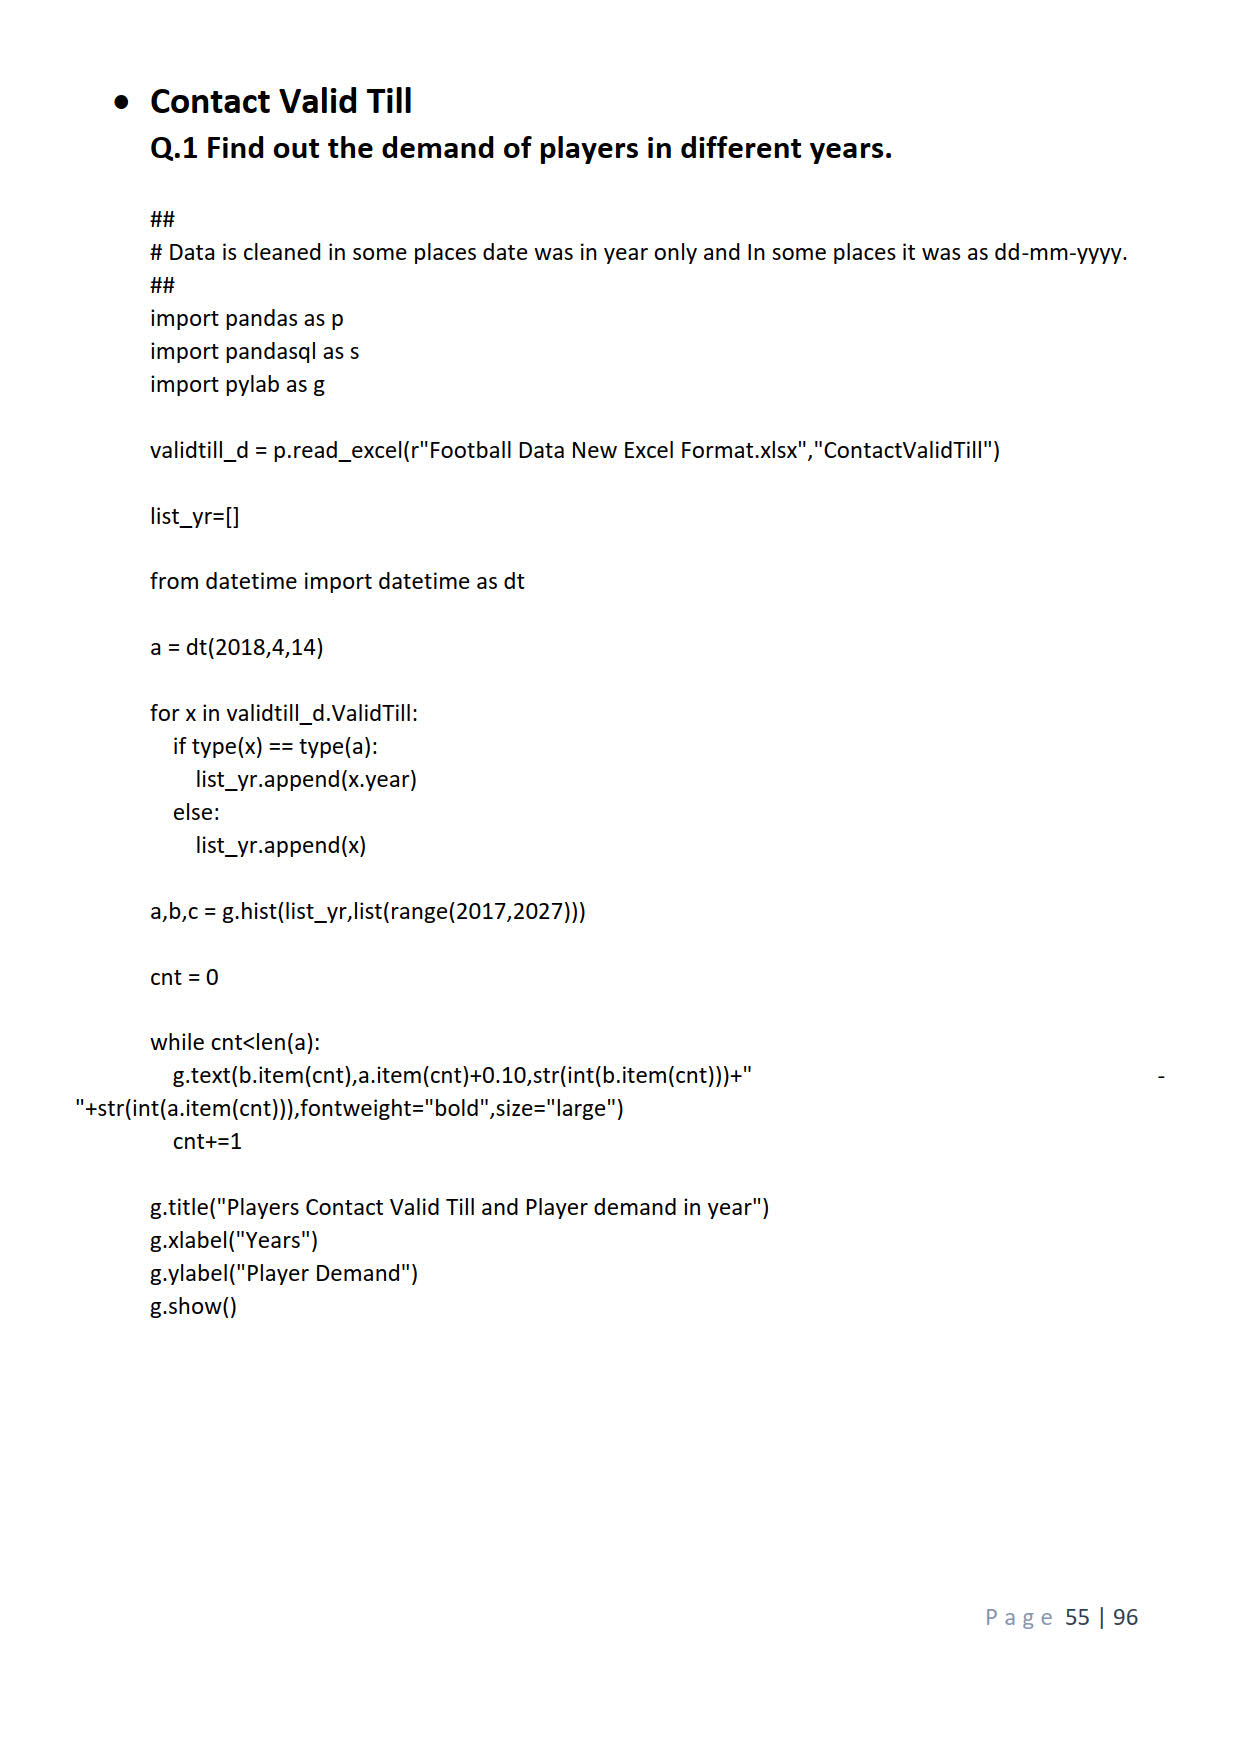 ● Contact Valid Till
Q.1 Find out the demand of players in different years.
##
# Data is cleaned in some places date was in year only and In some places it was as dd-mm-yyyy.
##
import pandas as p
import pandasql as s
import pylab as g
validtill_d = p.read_excel(r"Football Data New Excel Format.xlsx","ContactValidTill")
list_yr=[]
from datetime import datetime as dt
a = dt(2018,4,14)
for x in validtill_d.ValidTill:
    if type(x) == type(a):
        list_yr.append(x.year)
    else:
        list_yr.append(x)
a,b,c = g.hist(list_yr,list(range(2017,2027)))
cnt = 0
while cnt<len(a):
    g.text(b.item(cnt),a.item(cnt)+0.10,str(int(b.item(cnt)))+" -
"+str(int(a.item(cnt))),fontweight="bold",size="large")
    cnt+=1
g.title("Players Contact Valid Till and Player demand in year")
g.xlabel("Years")
g.ylabel("Player Demand")
g.show()
Page 55 | 96